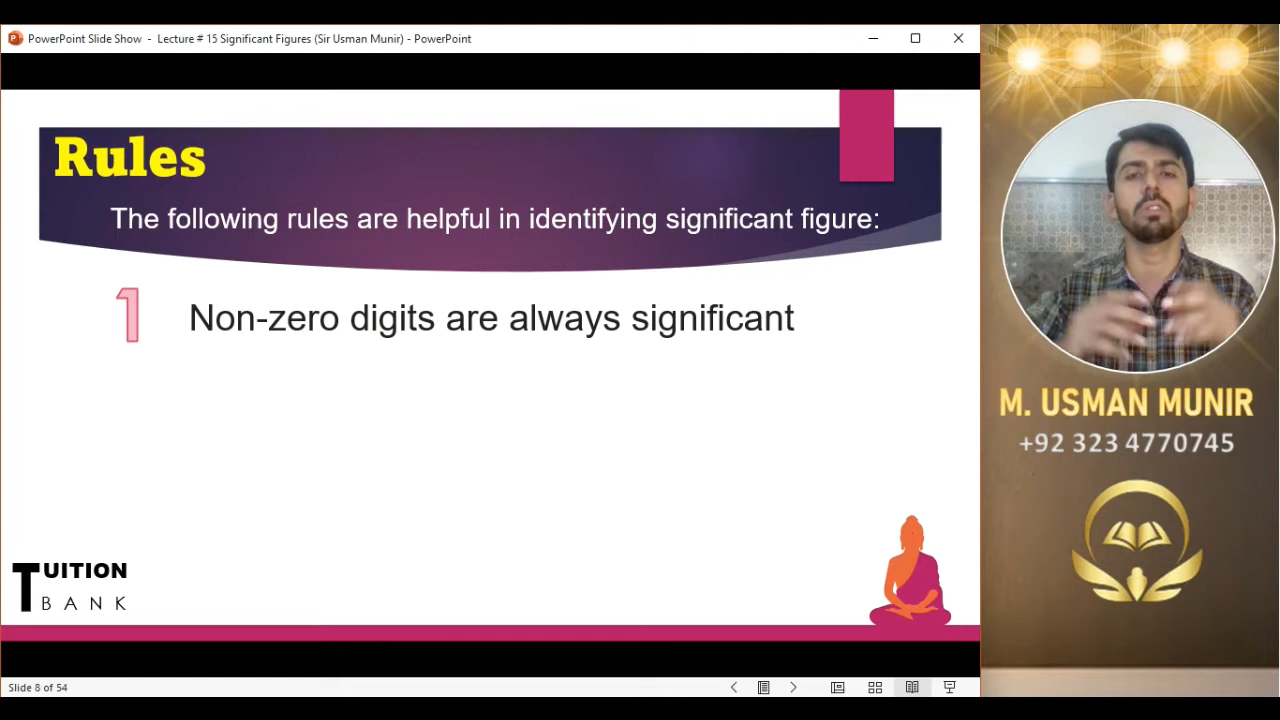 PowerPoint Slide Show - Lecture # 15 Significant Figures (Sir Usman Munir) - PowerPoint
Rules
The following rules are helpful in identifying significant figure:
1 Non-zero digits are always significant
TUITION
BANK
M. USMAN MUNIR
+92 323 4770745
Slide 8 of 54